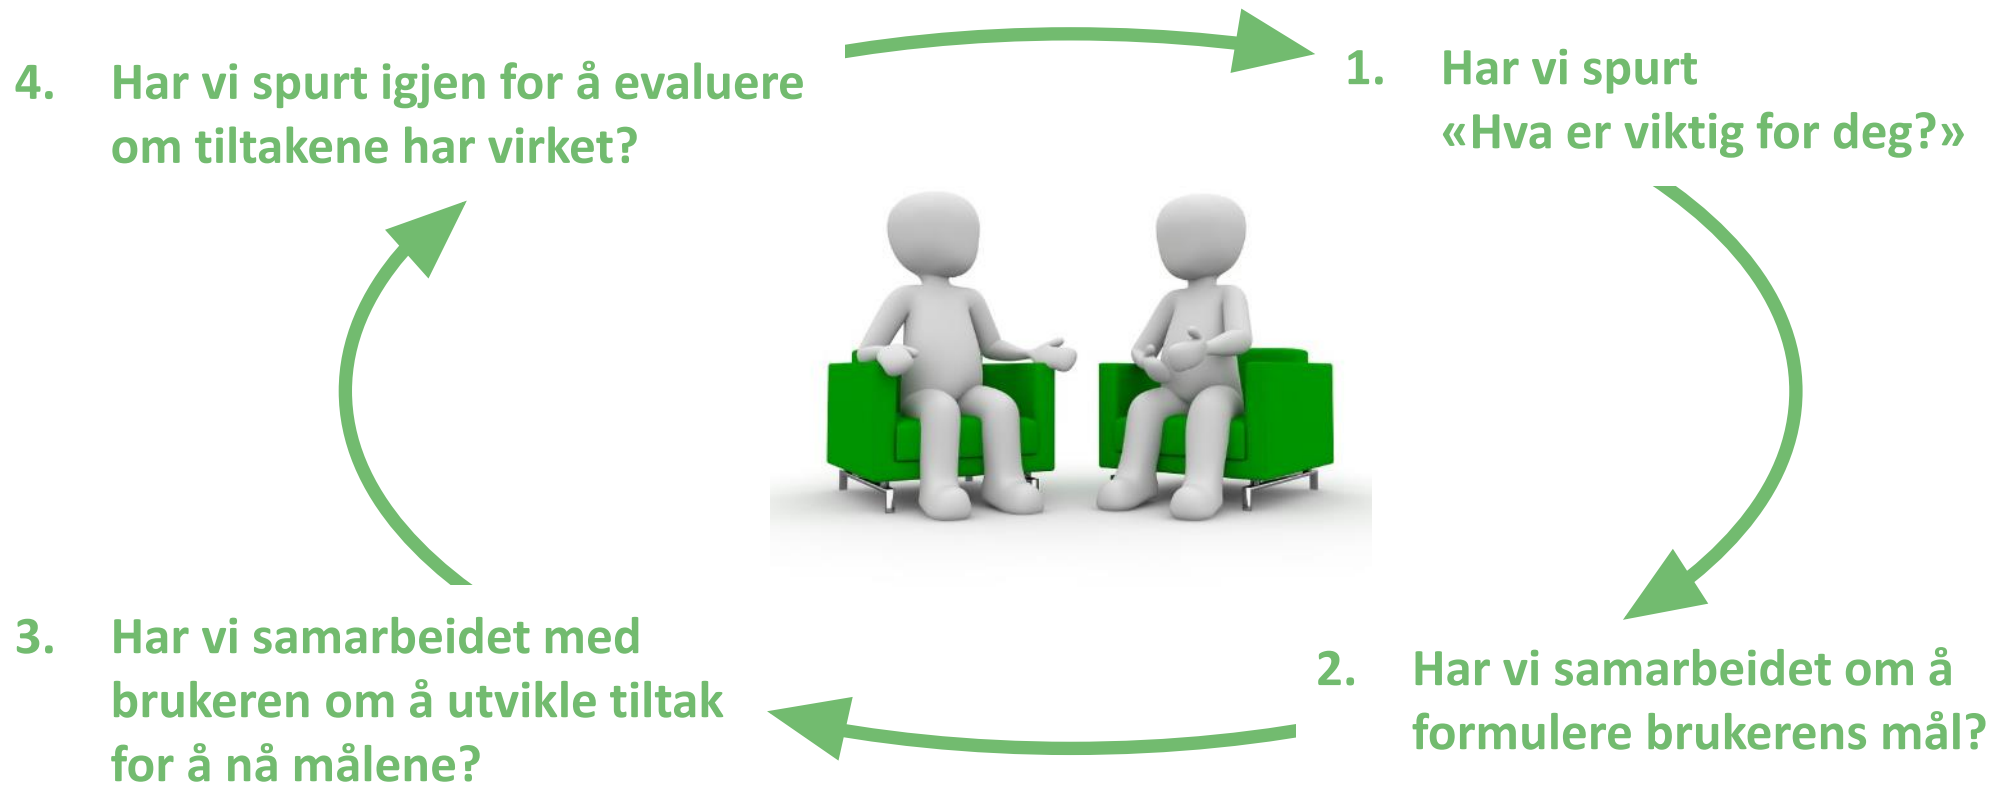 1. Har vi spurt
«Hva er viktig for deg?»
2. Har vi samarbeidet om å
formulere brukerens mål?
3. Har vi samarbeidet med
brukeren om å utvikle tiltak
for å nå målene?
4. Har vi spurt igjen for å evaluere
om tiltakene har virket?